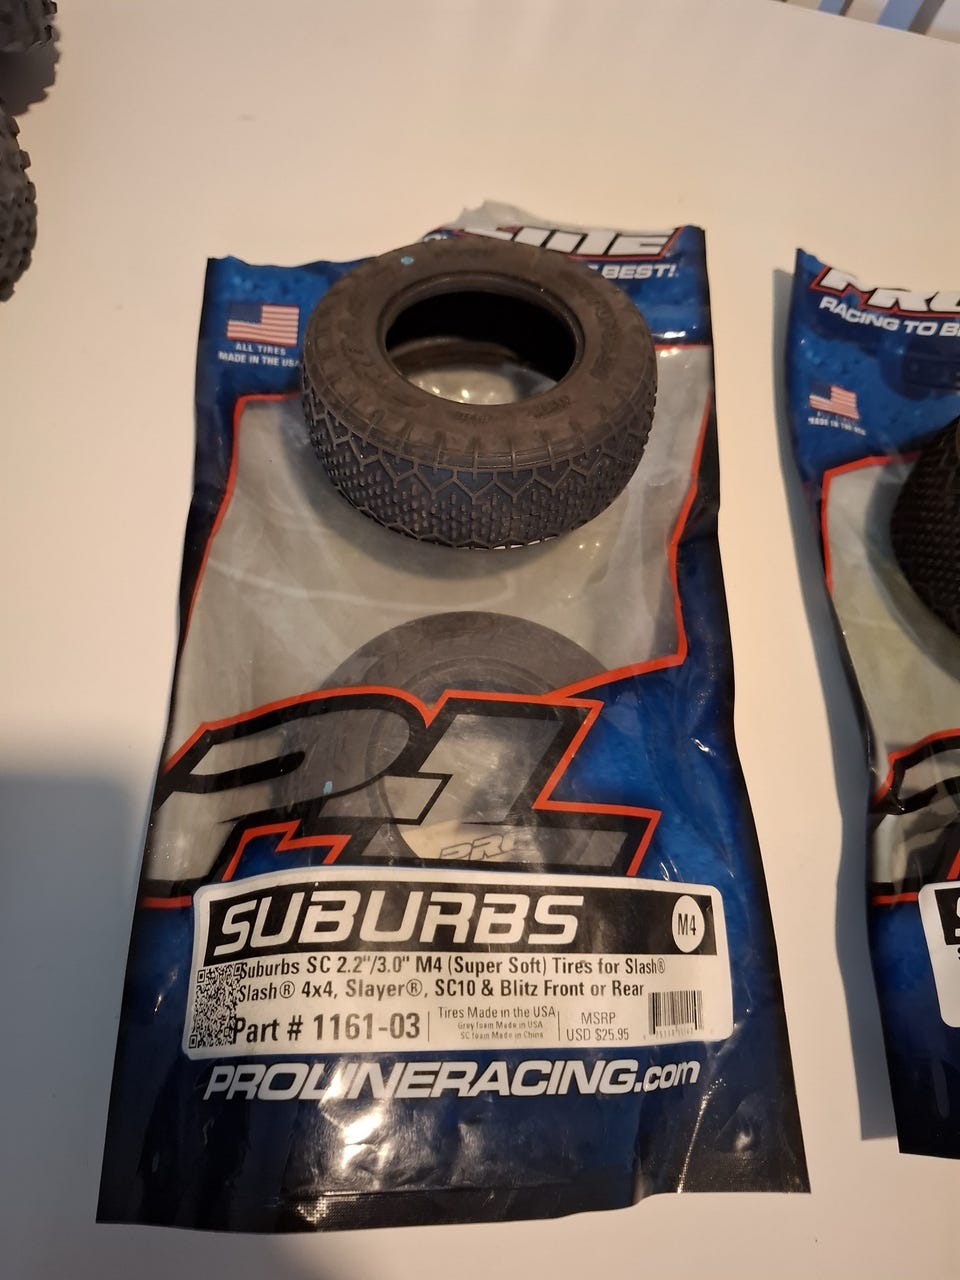 BEST!
ALL TIRES
MADE IN THE USA
RACING TO B
ALL TIRES
MADE IN THE USA
PRO
SUBURBS
M4
Suburbs SC 2.2"/3.0" M4 (Super Soft) Tires for Slash®
Slash® 4x4, Slayer®, SC10 & Blitz Front or Rear
Part # 1161-03
Tires Made in the USA
Grey foam Made in USA
SC foam Made in China
MSRP
USD $25.95
PROLINERACING.com